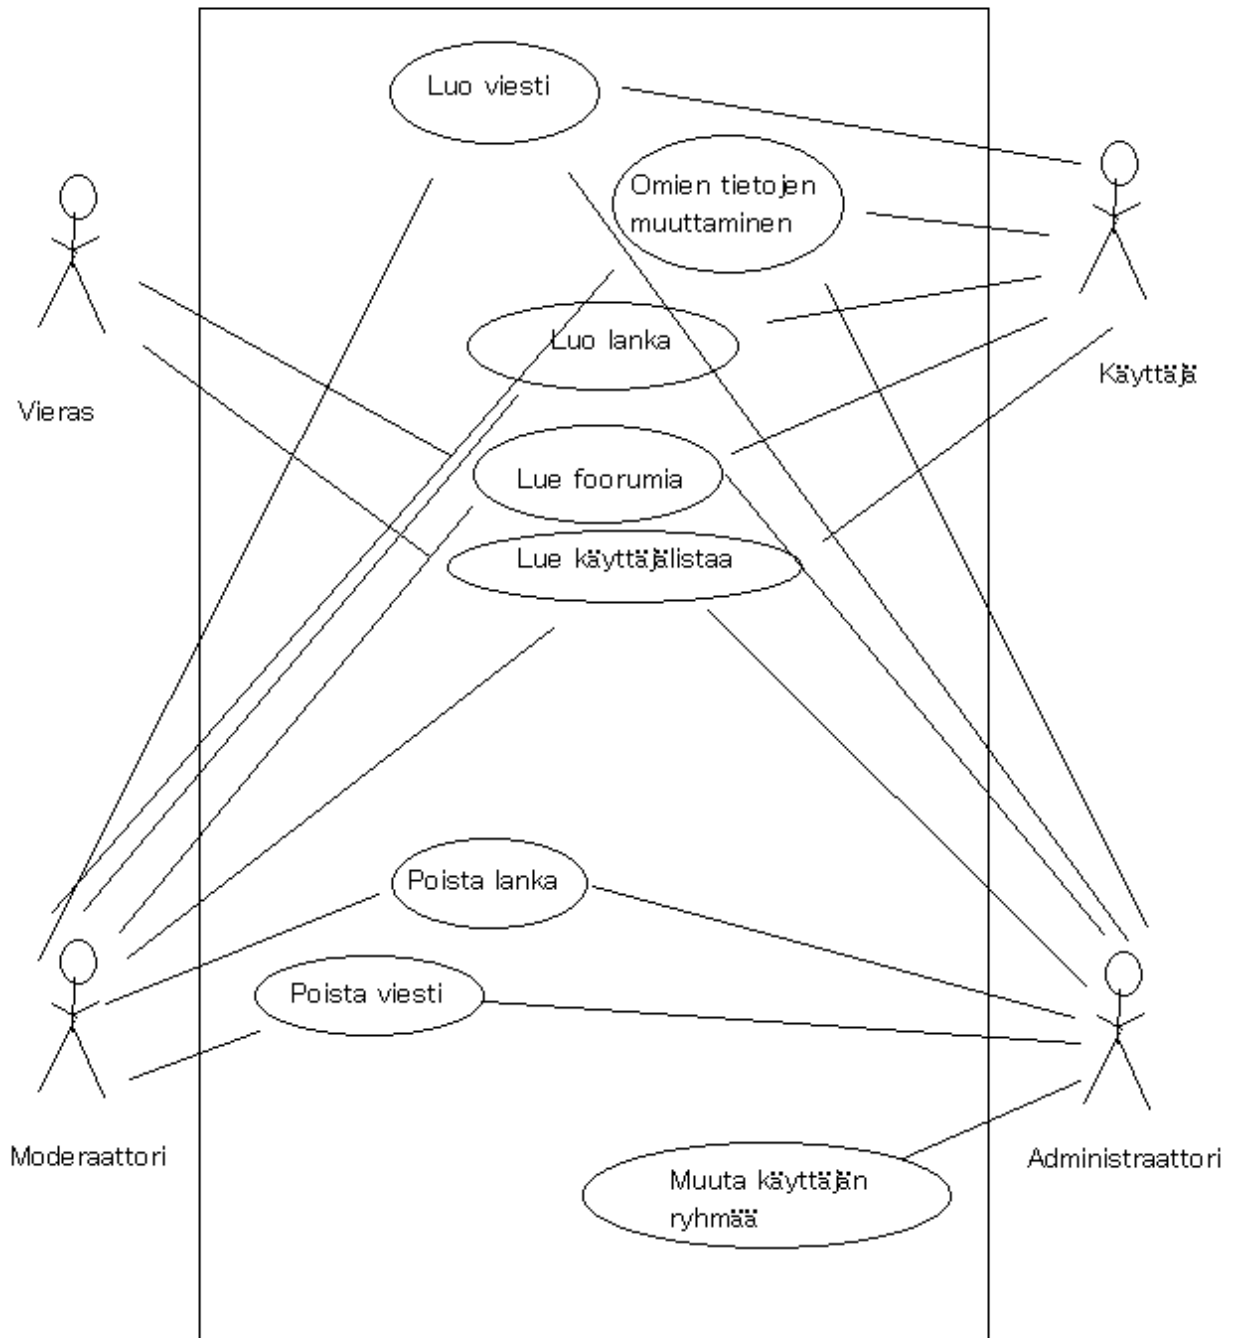 Luo viesti
Omien tietojen
muuttaminen
Luo lanka
Käyttäjä
Vieras
Lue foorumia
Lue käyttäjälistaa
Poista lanka
Poista viesti
Moderaattori
Administraattori
Muuta käyttäjän
ryhmää